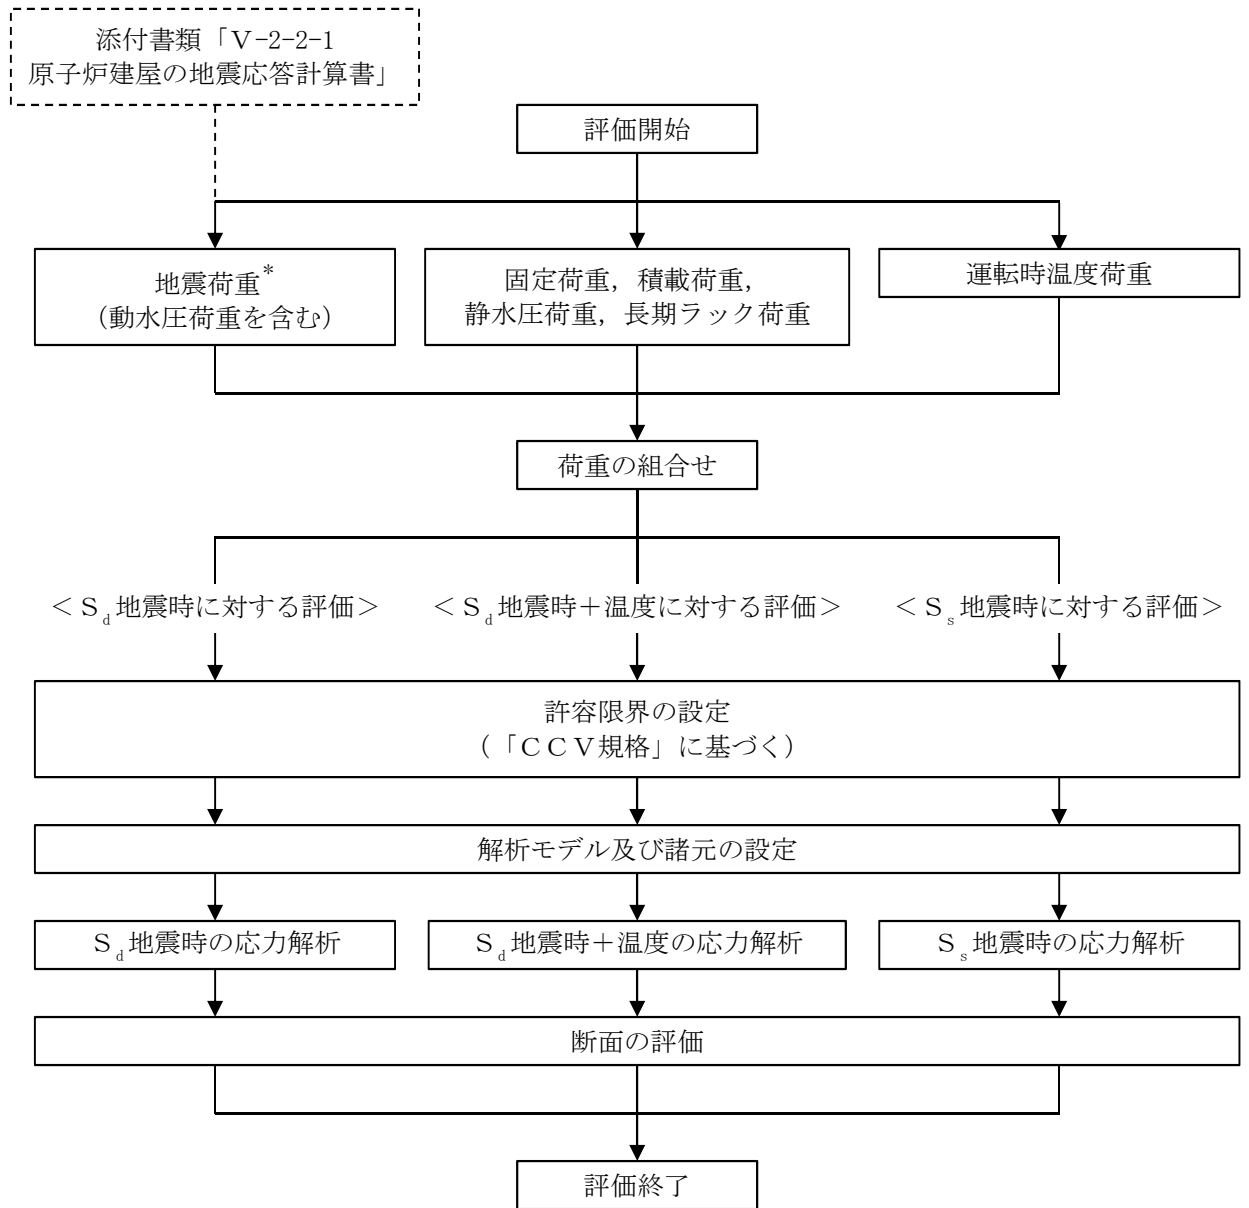 添付書類「Ⅴ-2-2-1
原子炉建屋の地震応答計算書」
評価開始
地震荷重*
(動水圧荷重を含む)
固定荷重，積載荷重，
静水圧荷重，長期ラック荷重
運転時温度荷重
荷重の組合せ
＜Ｓd地震時に対する評価＞
＜Ｓd地震時＋温度に対する評価＞
＜Ｓs地震時に対する評価＞
許容限界の設定
（「ＣＣＶ規格」に基づく）
解析モデル及び諸元の設定
Ｓd地震時の応力解析
Ｓd地震時＋温度の応力解析
Ｓs地震時の応力解析
断面の評価
評価終了